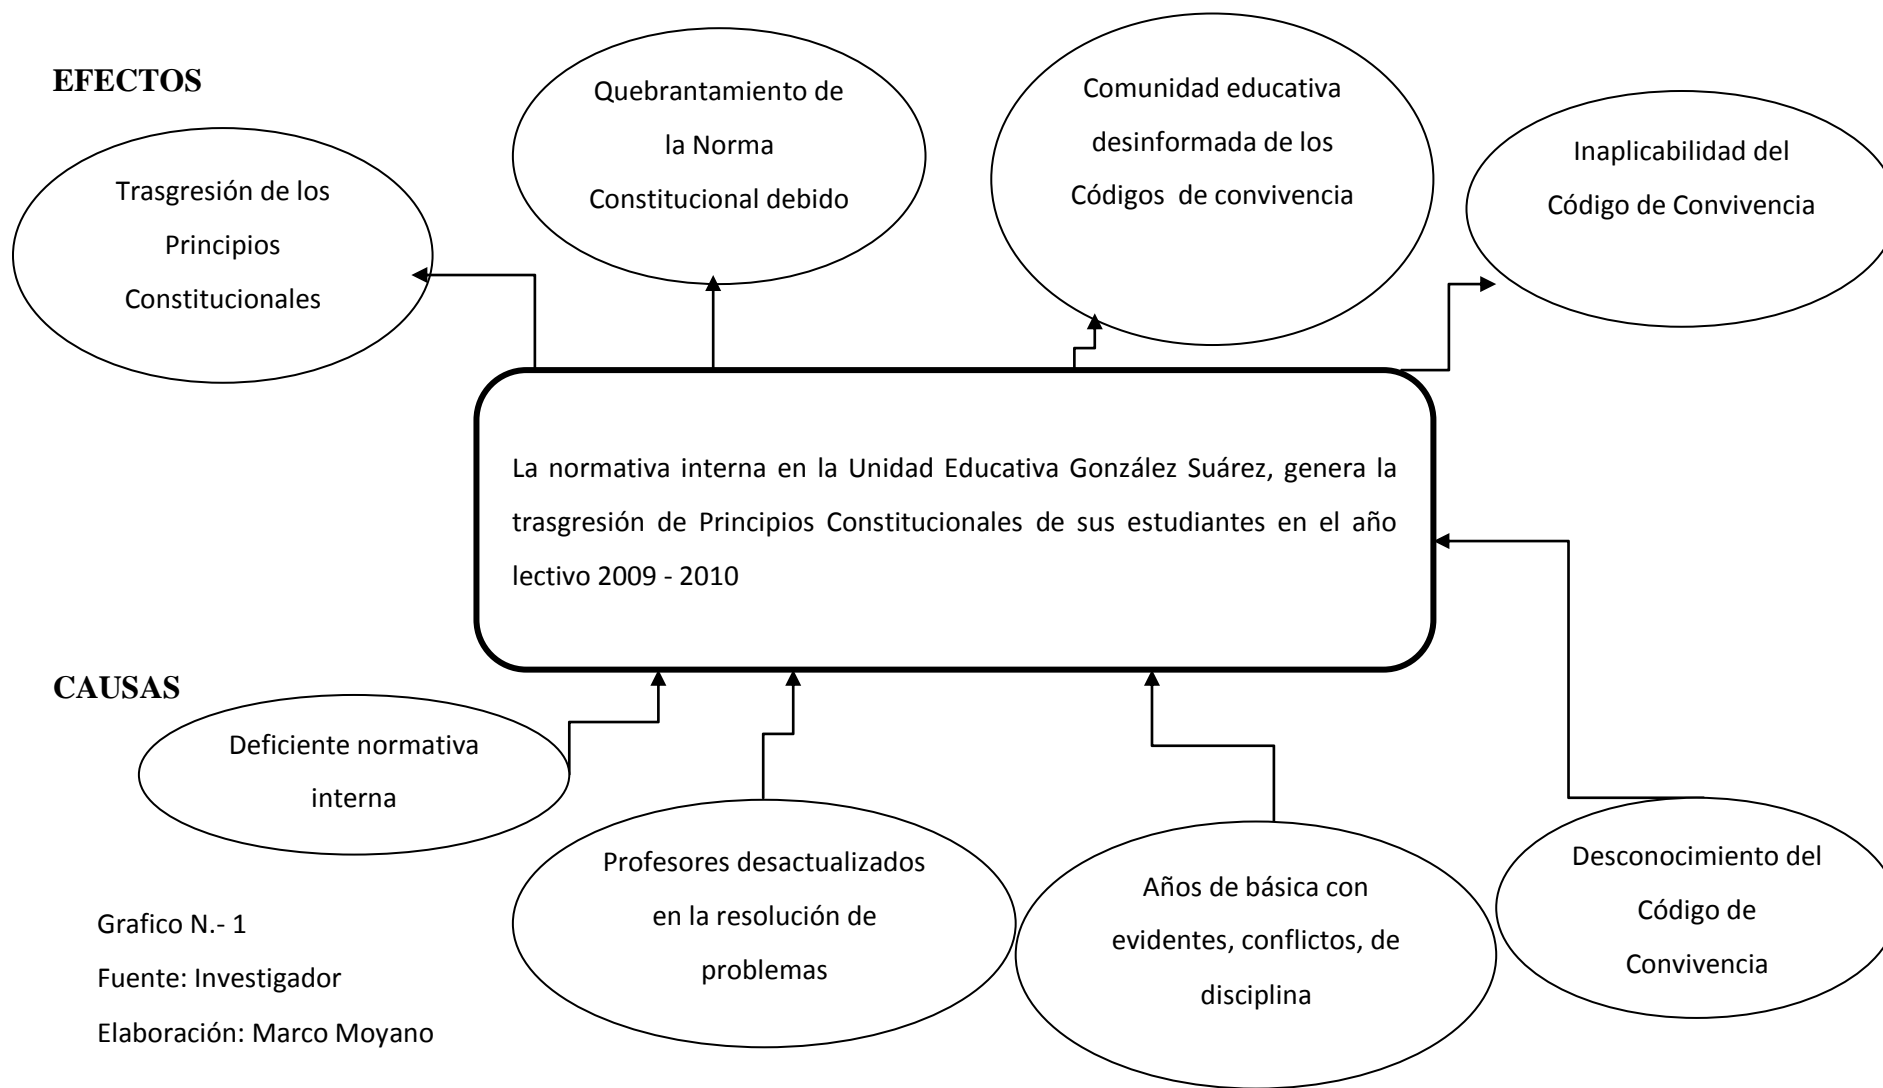 EFECTOS
Trasgresión de los
Principios
Constitucionales
Quebrantamiento de
la Norma
Constitucional debido
Comunidad educativa
desinformada de los
Códigos  de convivencia
Inaplicabilidad del
Código de Convivencia
La normativa interna en la Unidad Educativa González Suárez, genera la
trasgresión de Principios Constitucionales de sus estudiantes en el año
lectivo 2009 - 2010
CAUSAS
Deficiente normativa
interna
Profesores desactualizados
en la resolución de
problemas
Años de básica con
evidentes, conflictos, de
disciplina
Desconocimiento del
Código de
Convivencia
Grafico N.- 1
Fuente: Investigador
Elaboración: Marco Moyano